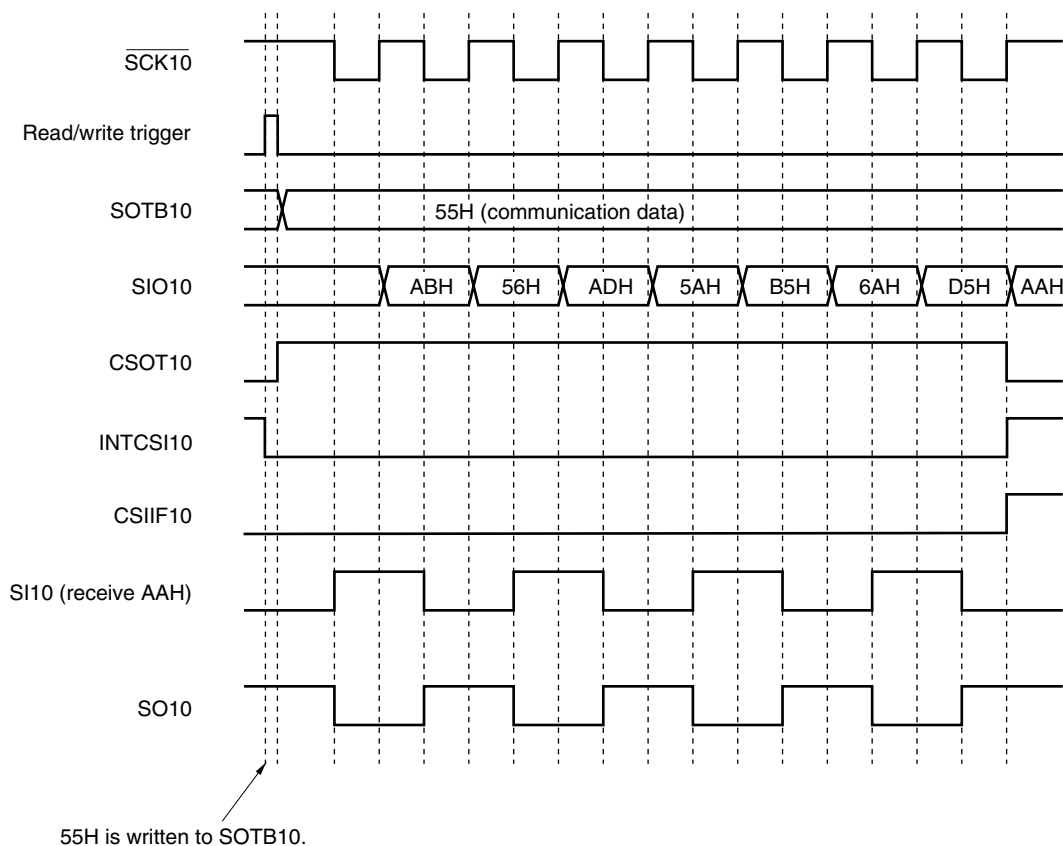 SCK10
Read/write trigger
SOTB10
55H (communication data)
SIO10
ABH
56H
ADH
5AH
B5H
6AH
D5H
AAH
CSOT10
INTCSI10
CSIIF10
SI10 (receive AAH)
SO10
55H is written to SOTB10.